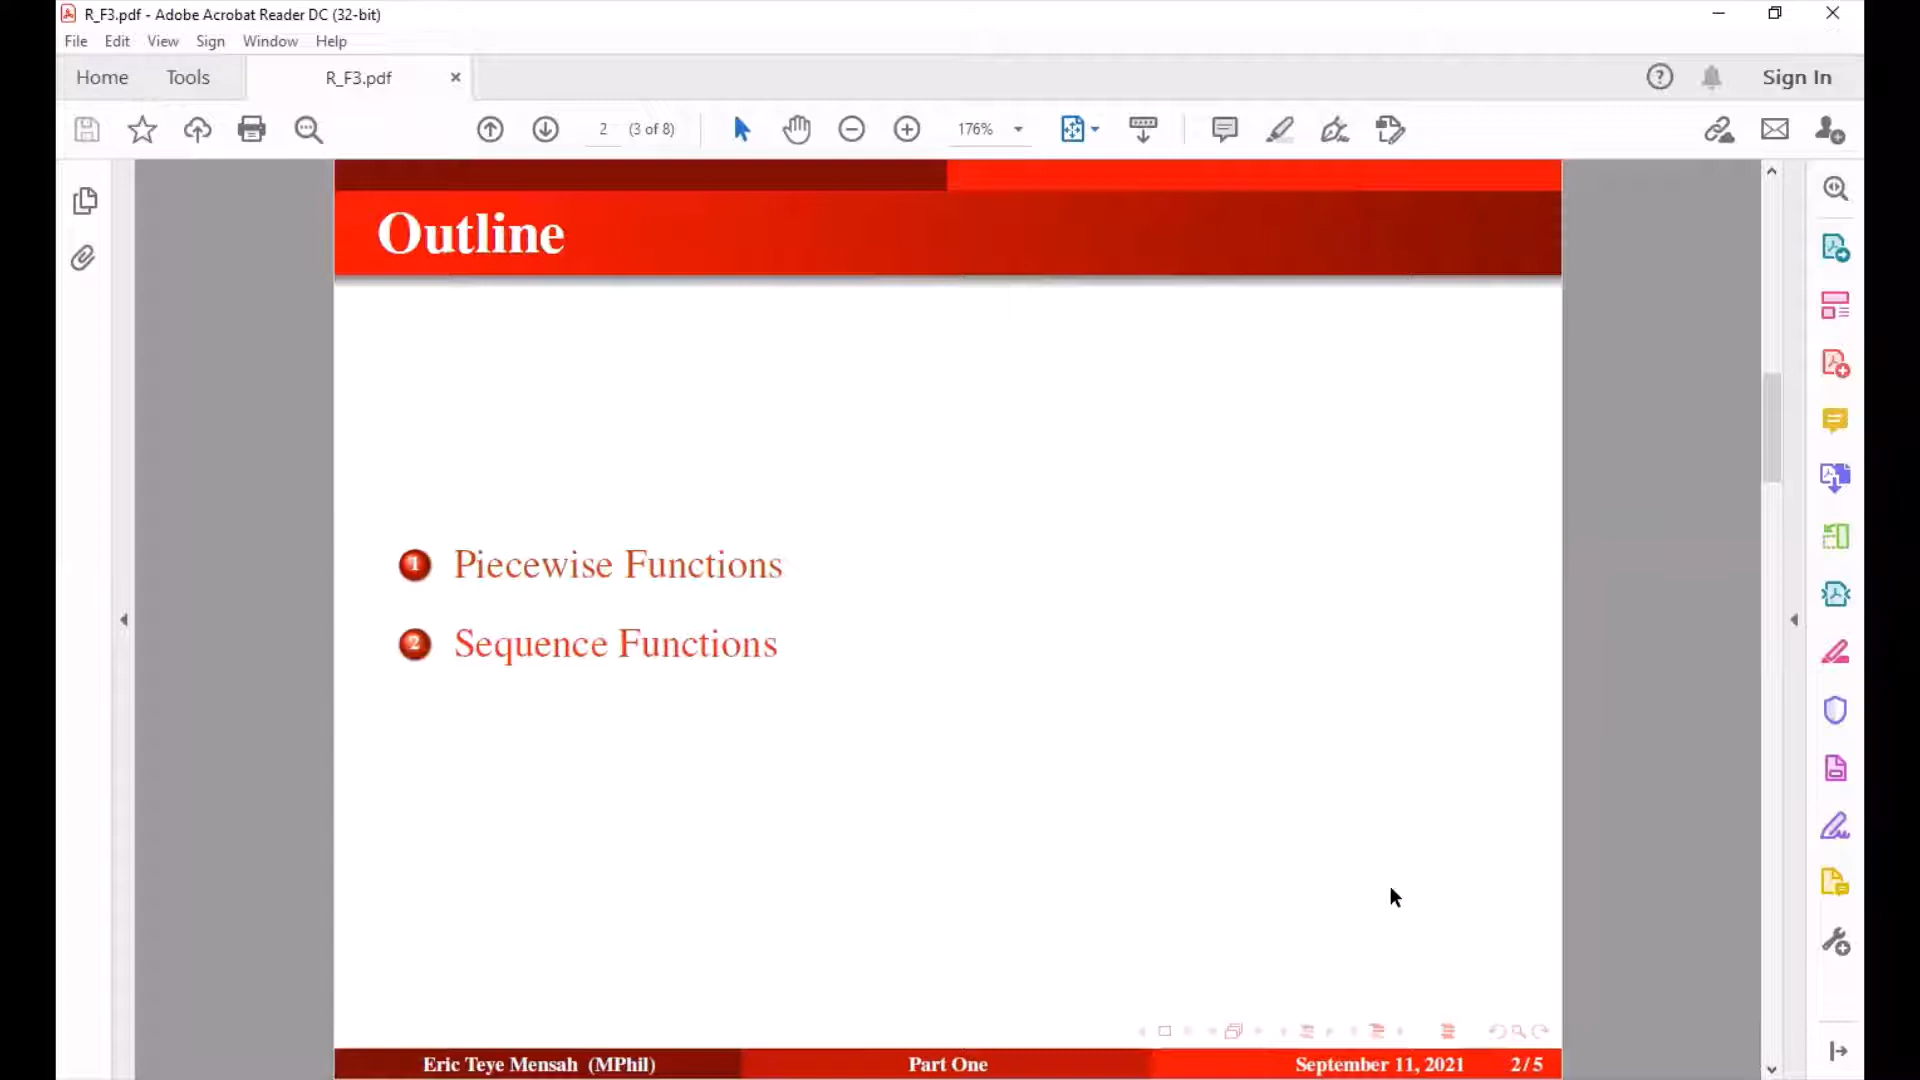 R_F3.pdf - Adobe Acrobat Reader DC (32-bit)
File Edit View Sign Window Help
Home Tools R_F3.pdf Sign In
2 (3 of 8) 176%
Outline
1 Piecewise Functions
2 Sequence Functions
Eric Teye Mensah (MPhil) Part One September 11, 2021 2/5